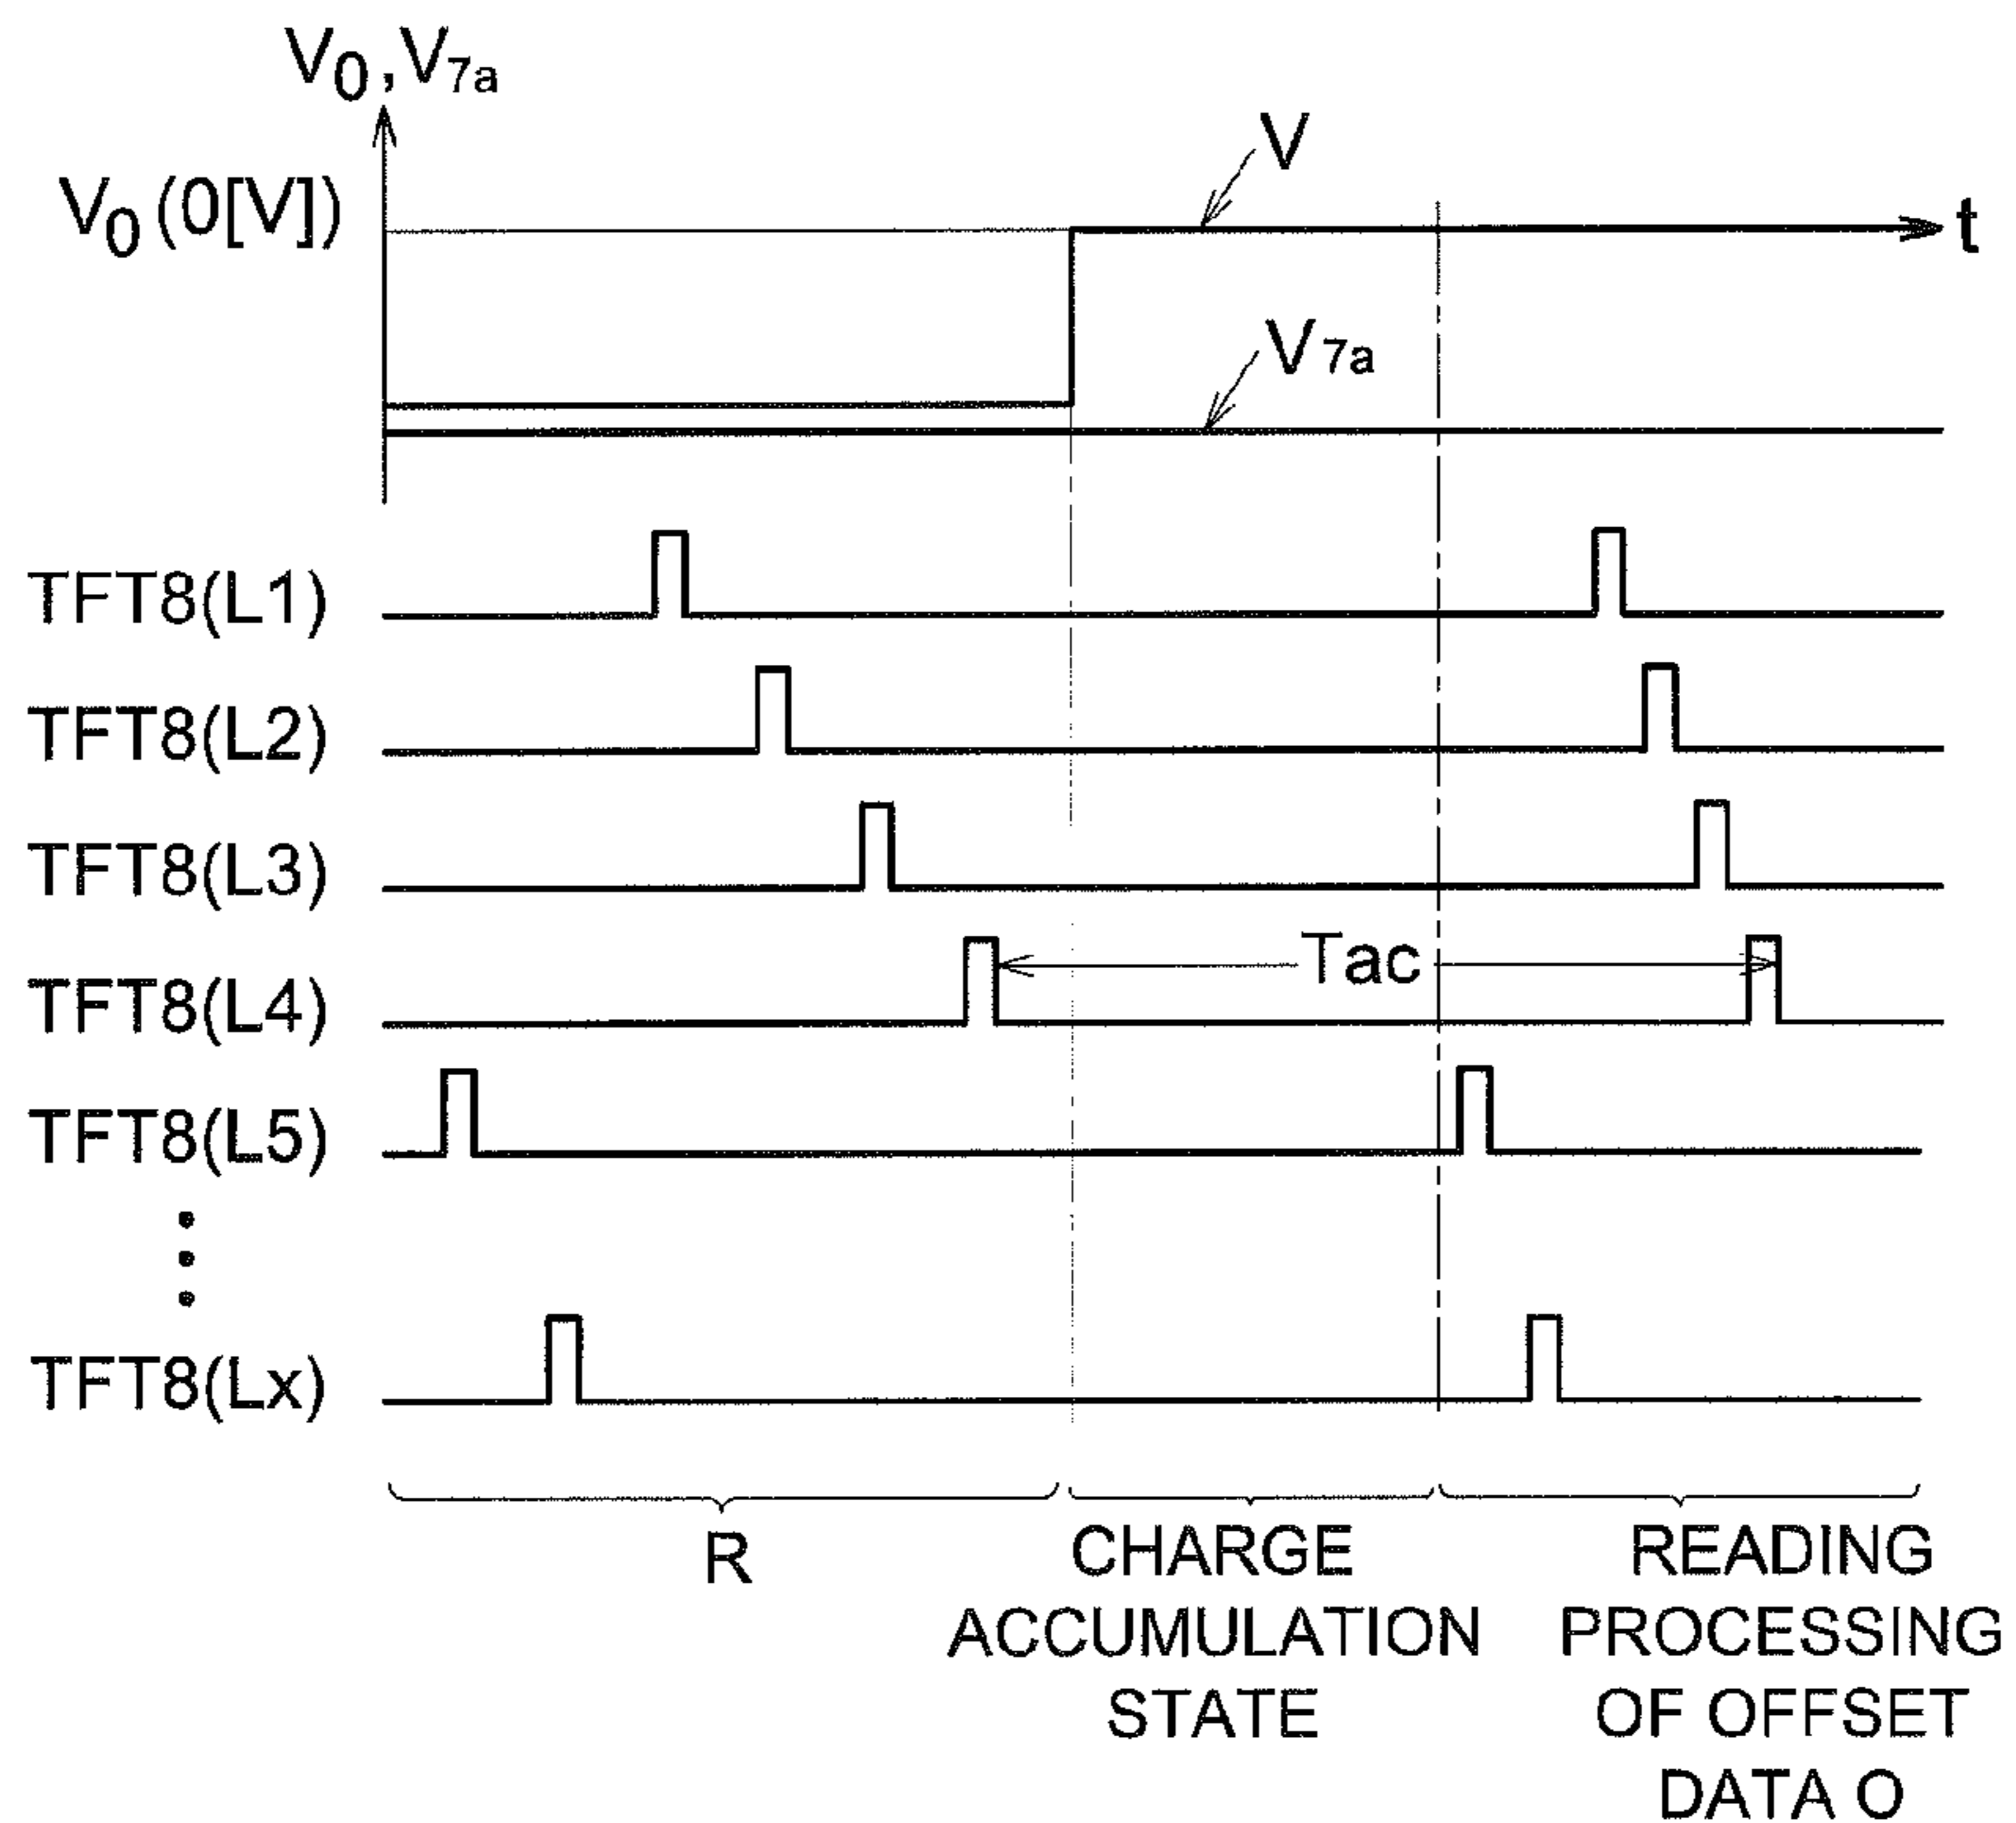 V0,V7a
V0(0[V])
V
t
V7a
TFT8(L1)
TFT8(L2)
TFT8(L3)
TFT8(L4)
Tac
TFT8(L5)
TFT8(Lx)
R
CHARGE
ACCUMULATION
STATE
READING
PROCESSING
OF OFFSET
DATA O